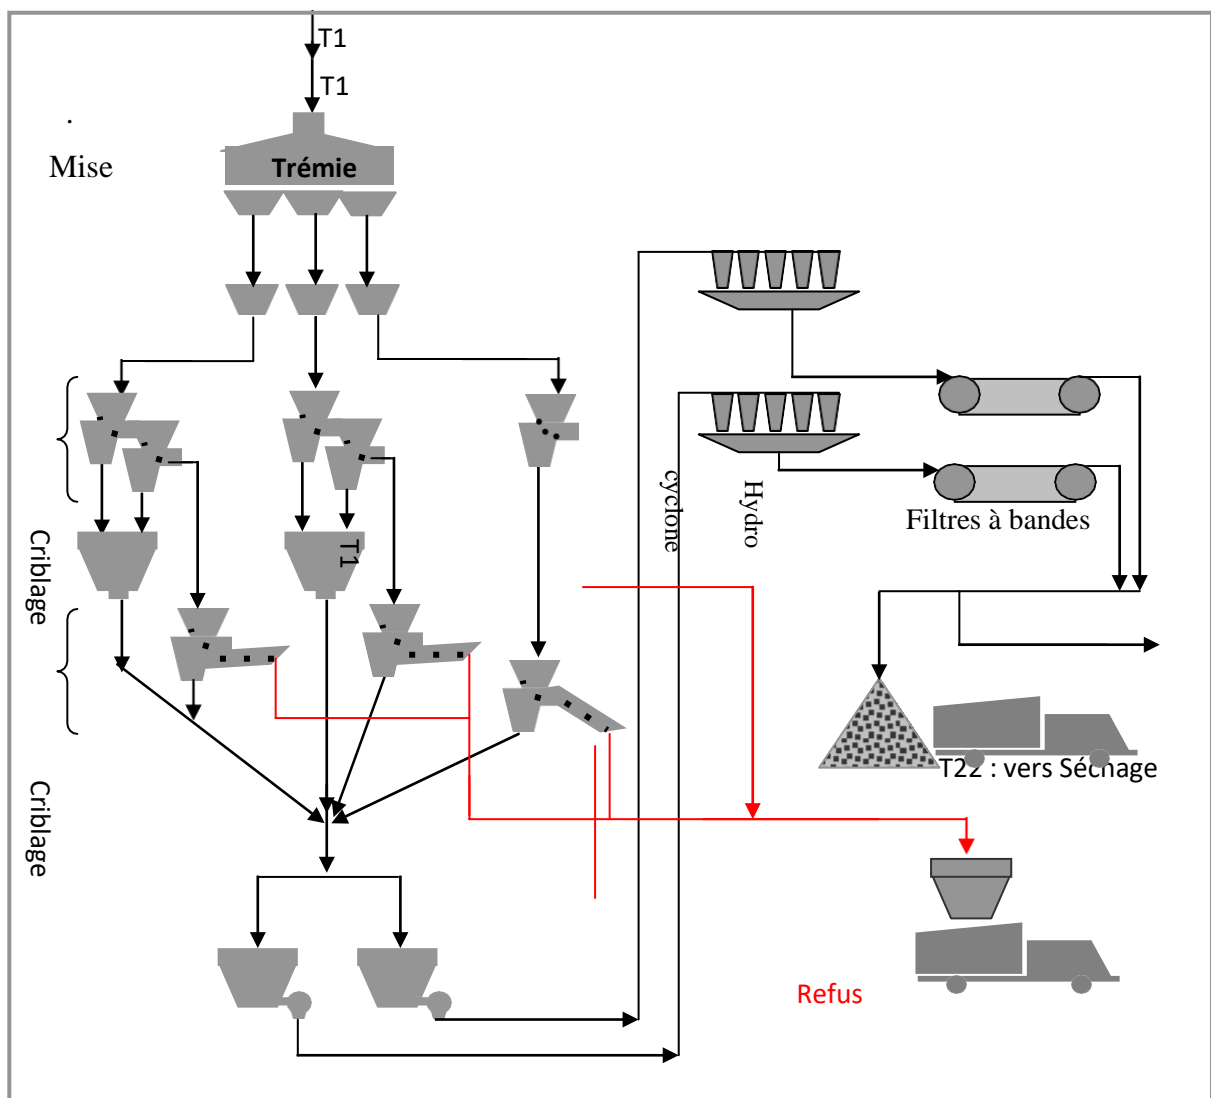 T1
T1
.
Mise
Trémie
cyclone
Hydro
Filtres à bandes
Criblage
T1
T22 : vers Séchage
Criblage
Refus